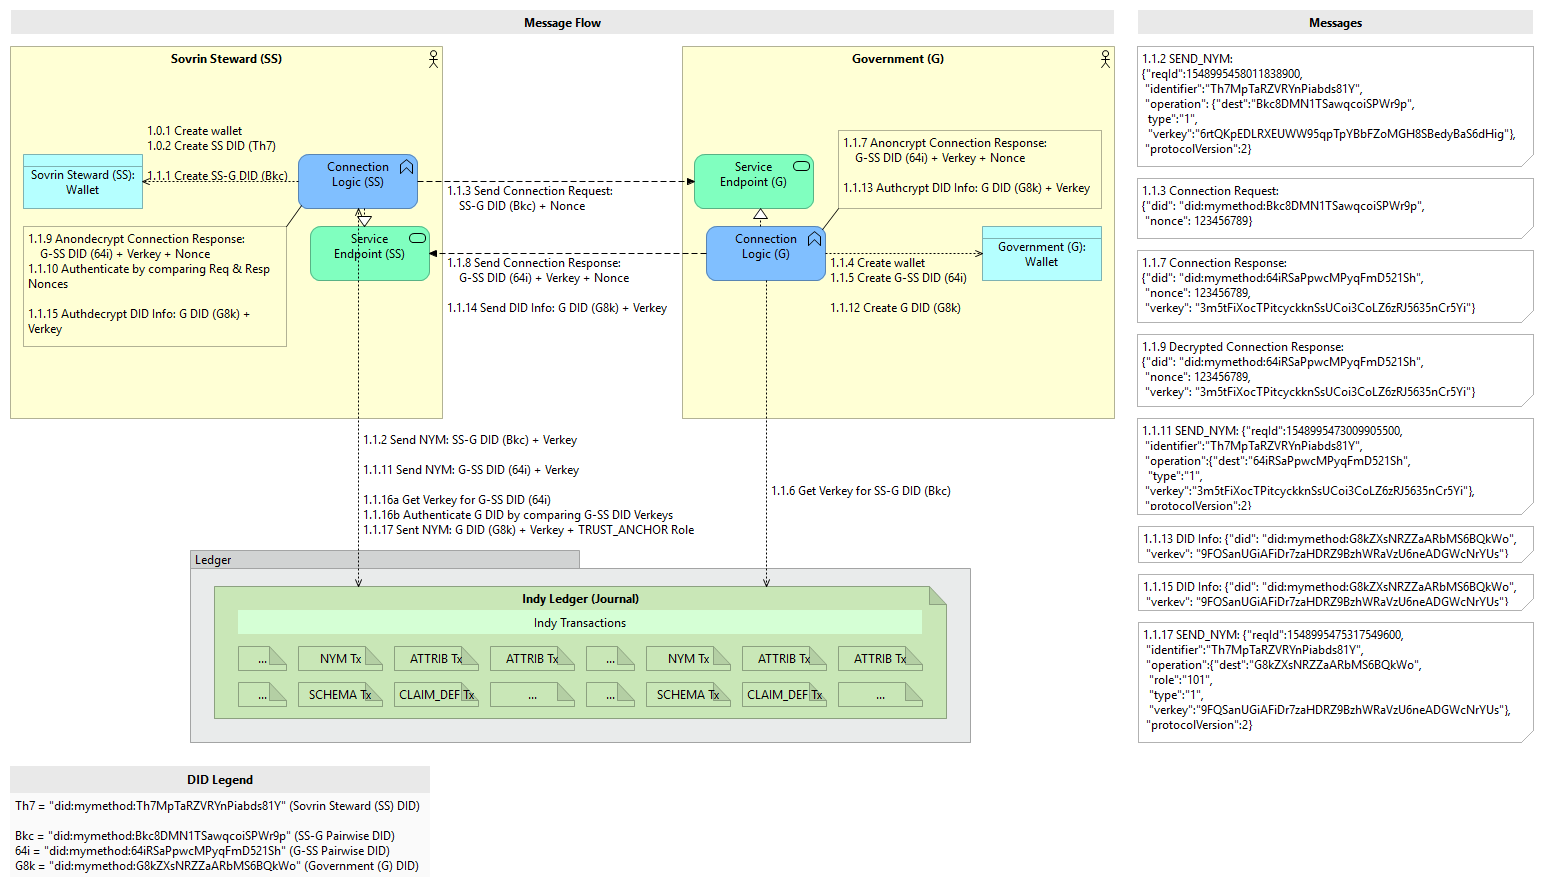 Message Flow
Messages
Sovrin Steward (SS)
1.0.1 Create wallet
1.0.2 Create SS DID (Th7)
1.1.1 Create SS-G DID (Bkc)
Sovrin Steward (SS):
Wallet
Connection
Logic (SS)
Service
Endpoint (SS)
1.1.9 Anondecrypt Connection Response:
G-SS DID (64i) + Verkey + Nonce
1.1.10 Authenticate by comparing Req & Resp
Nonces
1.1.15 Authdecrypt DID Info: G DID (G8k) +
Verkey
1.1.3 Send Connection Request:
SS-G DID (Bkc) + Nonce
1.1.8 Send Connection Response:
G-SS DID (64i) + Verkey + Nonce
1.1.14 Send DID Info: G DID (G8k) + Verkey
Government (G)
1.1.7 Anoncrypt Connection Response:
G-SS DID (64i) + Verkey + Nonce
1.1.13 Authcrypt DID Info: G DID (G8k) + Verkey
Service
Endpoint (G)
Connection
Logic (G)
Government (G):
Wallet
1.1.4 Create wallet
1.1.5 Create G-SS DID (64i)
1.1.12 Create G DID (G8k)
1.1.2 Send NYM: SS-G DID (Bkc) + Verkey
1.1.11 Send NYM: G-SS DID (64i) + Verkey
1.1.16a Get Verkey for G-SS DID (64i)
1.1.16b Authenticate G DID by comparing G-SS DID Verkeys
1.1.17 Sent NYM: G DID (G8k) + Verkey + TRUST_ANCHOR Role
1.1.6 Get Verkey for SS-G DID (Bkc)
Ledger
Indy Ledger (Journal)
Indy Transactions
... NYM Tx ATTRIB Tx ATTRIB Tx ... NYM Tx ATTRIB Tx ATTRIB Tx
... SCHEMA Tx CLAIM_DEF Tx ... ... SCHEMA Tx CLAIM_DEF Tx ...
1.1.2 SEND_NYM:
{"reqId":1548995458011838900,
"identifier":"Th7MpTaRZVRYnPiabds81Y",
"operation": {"dest":"Bkc8DMN1TSawqcoiSPWr9p",
type":"1",
"verkey":"6rtQKpEDLRXEUWW95qpTpYBbFZoMGH8SBedyBaS6dHig"},
"protocolVersion":2}
1.1.3 Connection Request:
{"did": "did:mymethod:Bkc8DMN1TSawqcoiSPWr9p",
"nonce": 123456789}
1.1.7 Connection Response:
{"did": "did:mymethod:64iRSaPpwcMPyqFmD521Sh",
"nonce": 123456789,
"verkey": "3m5tFiXocTPitcyckknSsUCoi3CoLZ6zRJ5635nCr5Yi"}
1.1.9 Decrypted Connection Response:
{"did": "did:mymethod:64iRSaPpwcMPyqFmD521Sh",
"nonce": 123456789,
"verkey": "3m5tFiXocTPitcyckknSsUCoi3CoLZ6zRJ5635nCr5Yi"}
1.1.11 SEND_NYM: {"reqId":1548995473009905500,
"identifier":"Th7MpTaRZVRYnPiabds81Y",
"operation":{"dest":"64iRSaPpwcMPyqFmD521Sh",
"type":"1",
"verkey":"3m5tFiXocTPitcyckknSsUCoi3CoLZ6zRJ5635nCr5Yi"},
"protocolVersion":2}
1.1.13 DID Info: {"did": "did:mymethod:G8kZXsNRZZaARbMS6BQkWo",
"verkey": "9FQSanUGiAFiDr7zaHDRZ9BzhWRaVzU6neADGWcNrYUs"}
1.1.15 DID Info: {"did": "did:mymethod:G8kZXsNRZZaARbMS6BQkWo",
"verkey": "9FQSanUGiAFiDr7zaHDRZ9BzhWRaVzU6neADGWcNrYUs"}
1.1.17 SEND_NYM: {"reqId":1548995475317549600,
"identifier":"Th7MpTaRZVRYnPiabds81Y",
"operation":{"dest":"G8kZXsNRZZaARbMS6BQkWo",
"role":"101",
"type":"1",
"verkey":"9FQSanUGiAFiDr7zaHDRZ9BzhWRaVzU6neADGWcNrYUs"},
"protocolVersion":2}
DID Legend
Th7 = "did:mymethod:Th7MpTaRZVRYnPiabds81Y" (Sovrin Steward (SS) DID)
Bkc = "did:mymethod:Bkc8DMN1TSawqcoiSPWr9p" (SS-G Pairwise DID)
64i = "did:mymethod:64iRSaPpwcMPyqFmD521Sh" (G-SS Pairwise DID)
G8k = "did:mymethod:G8kZXsNRZZaARbMS6BQkWo" (Government (G) DID)